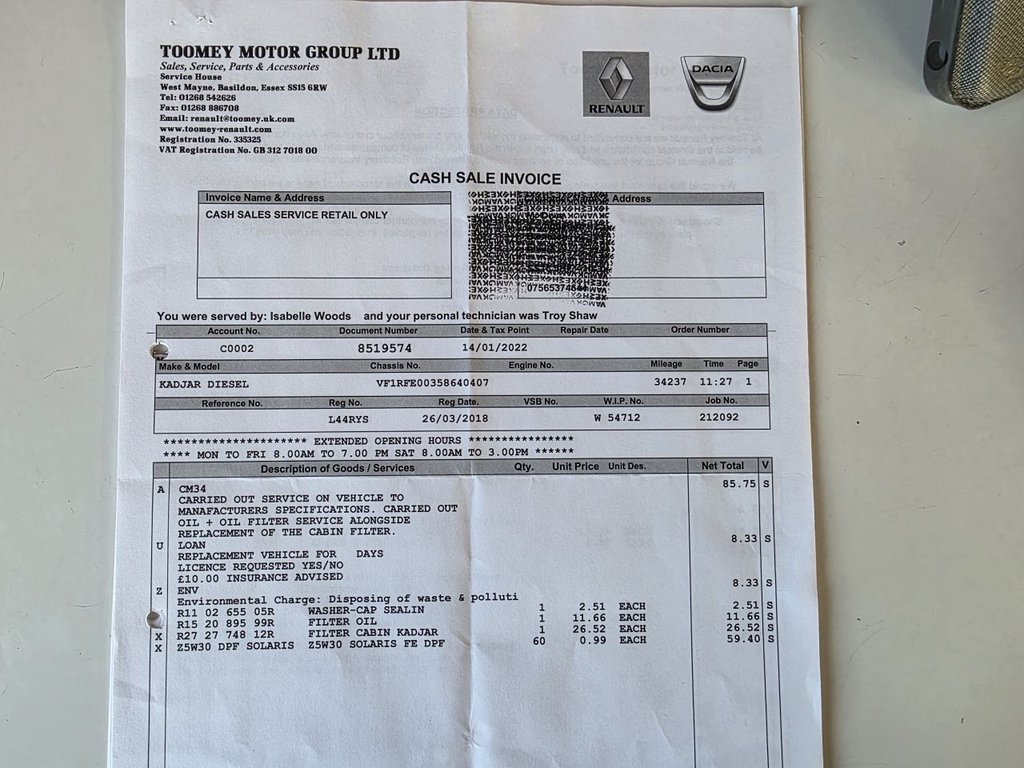 TOOMEY MOTOR GROUP LTD
Sales, Service, Parts & Accessories
Service House
West Mayne, Basildon, Essex SS15 6RW
Tel: 01268 542626
Fax: 01268 886708
Email: renault@toomey.uk.com
www.toomey-renault.com
Registration No. 335325
VAT Registration No. GB 312 7018 00
RENAULT
DACIA
CASH SALE INVOICE
Invoice Name & Address
Name & Address
CASH SALES SERVICE RETAIL ONLY
You were served by: Isabelle Woods and your personal technician was Troy Shaw
Account No. Document Number Date & Tax Point Repair Date Order Number
C0002 8519574 14/01/2022
Make & Model Chassis No. Engine No. Mileage Time Page
KADJAR DIESEL VF1RFE00358640407 34237 11:27 1
Reference No. Reg No. Reg Date. VSB No. W.I.P. No. Job No.
L44RYS 26/03/2018 W 54712 212092
********************* EXTENDED OPENING HOURS ****************
**** MON TO FRI 8.00AM TO 7.00 PM SAT 8.00AM TO 3.00PM ******
Description of Goods / Services Qty. Unit Price Unit Des. Net Total V
A CM34 85.75 S
CARRIED OUT SERVICE ON VEHICLE TO
MANAFACTURERS SPECIFICATIONS. CARRIED OUT
OIL + OIL FILTER SERVICE ALONGSIDE
REPLACEMENT OF THE CABIN FILTER.
U LOAN 8.33 S
REPLACEMENT VEHICLE FOR DAYS
LICENCE REQUESTED YES/NO
£10.00 INSURANCE ADVISED
Z ENV 8.33 S
Environmental Charge: Disposing of waste & polluti
R11 02 655 05R WASHER-CAP SEALIN 1 2.51 EACH 2.51 S
R15 20 895 99R FILTER OIL 1 11.66 EACH 11.66 S
X R27 27 748 12R FILTER CABIN KADJAR 1 26.52 EACH 26.52 S
X Z5W30 DPF SOLARIS Z5W30 SOLARIS FE DPF 60 0.99 EACH 59.40 S